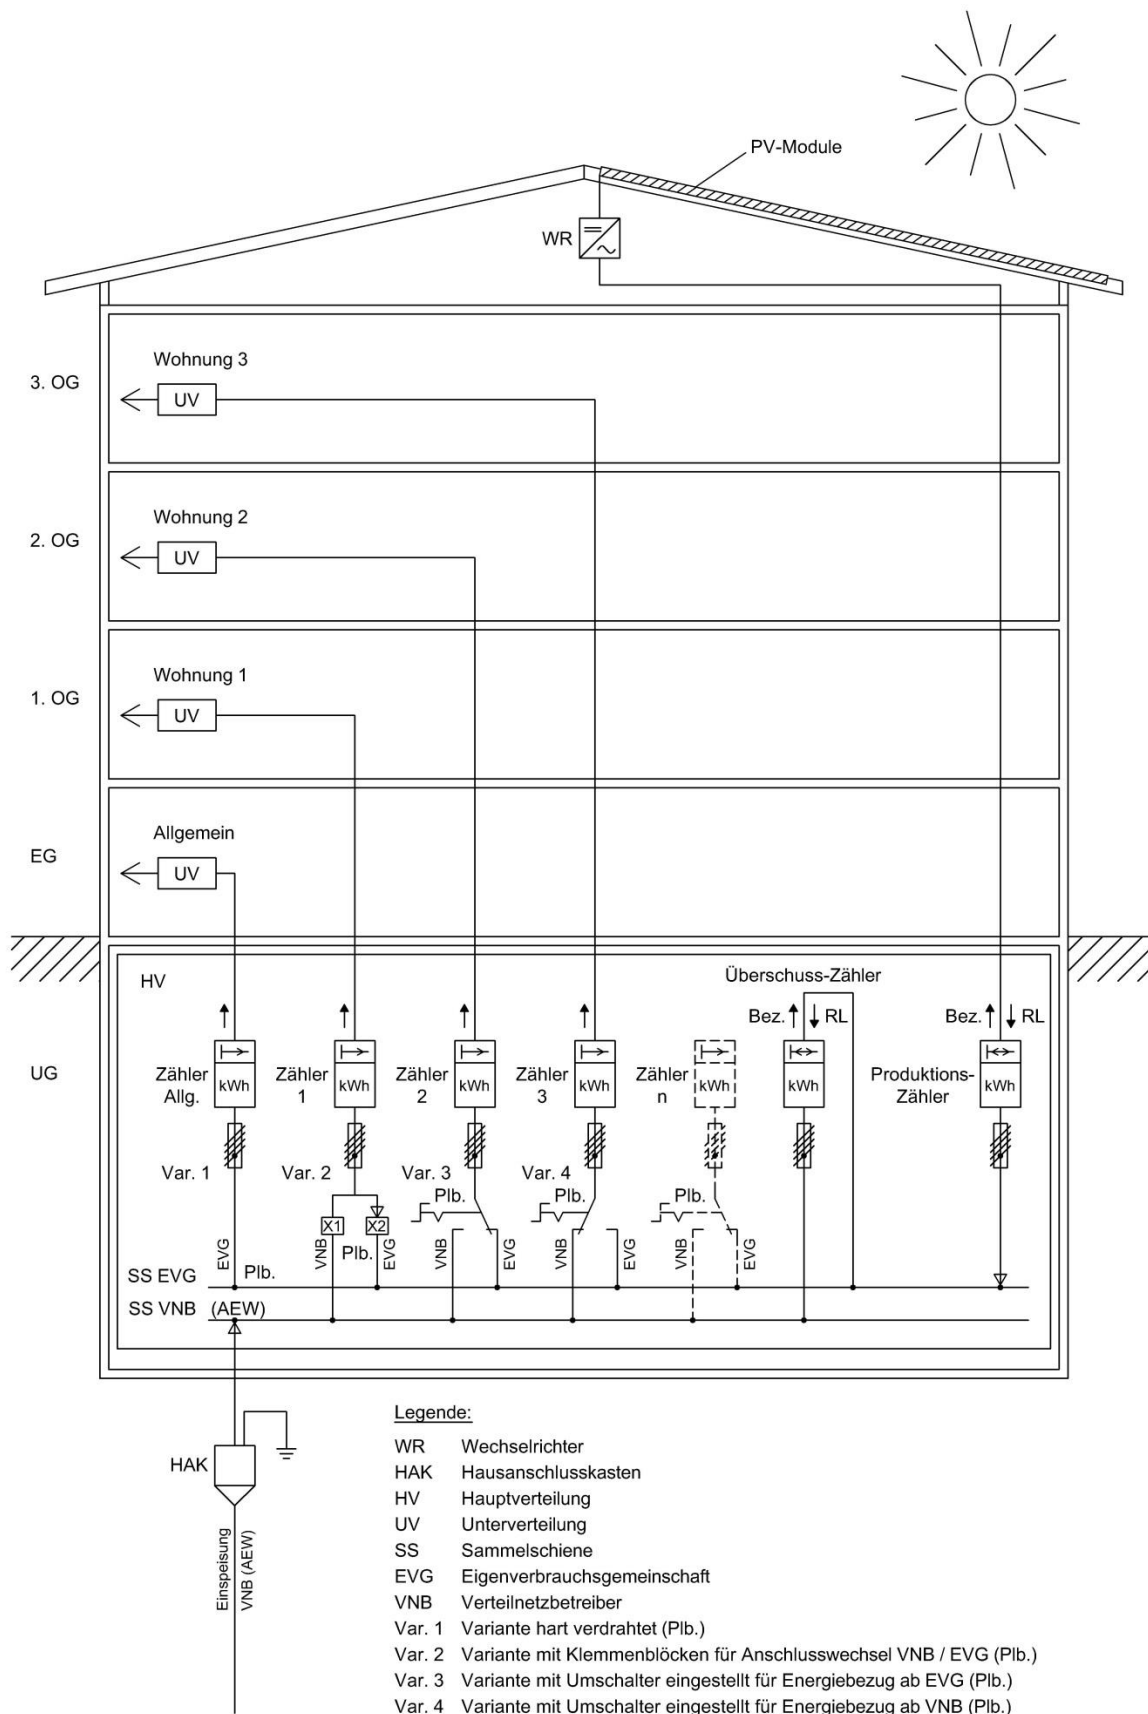 PV-Module
WR
Wohnung 3
3. OG
UV
Wohnung 2
2. OG
UV
Wohnung 1
1. OG
UV
Allgemein
EG
UV
HV
Überschuss-Zähler
Bez. RL
Bez. RL
UG
Zähler Allg.
kWh
Zähler 1
kWh
Zähler 2
kWh
Zähler 3
kWh
Zähler n
kWh
kWh
Produktions-Zähler
kWh
Var. 1
Var. 2
Var. 3
Var. 4
Plb.
Plb.
Plb.
X1
X2
Plb.
EVG
VNB
EVG
VNB
EVG
VNB
EVG
VNB
EVG
Plb.
SS EVG
SS VNB (AEW)
HAK
Einspeisung
VNB (AEW)
Legende:
WR Wechselrichter
HAK Hausanschlusskasten
HV Hauptverteilung
UV Unterverteilung
SS Sammelschiene
EVG Eigenverbrauchsgemeinschaft
VNB Verteilnetzbetreiber
Var. 1 Variante hart verdrahtet (Plb.)
Var. 2 Variante mit Klemmenblöcken für Anschlusswechsel VNB / EVG (Plb.)
Var. 3 Variante mit Umschalter eingestellt für Energiebezug ab EVG (Plb.)
Var. 4 Variante mit Umschalter eingestellt für Energiebezug ab VNB (Plb.)